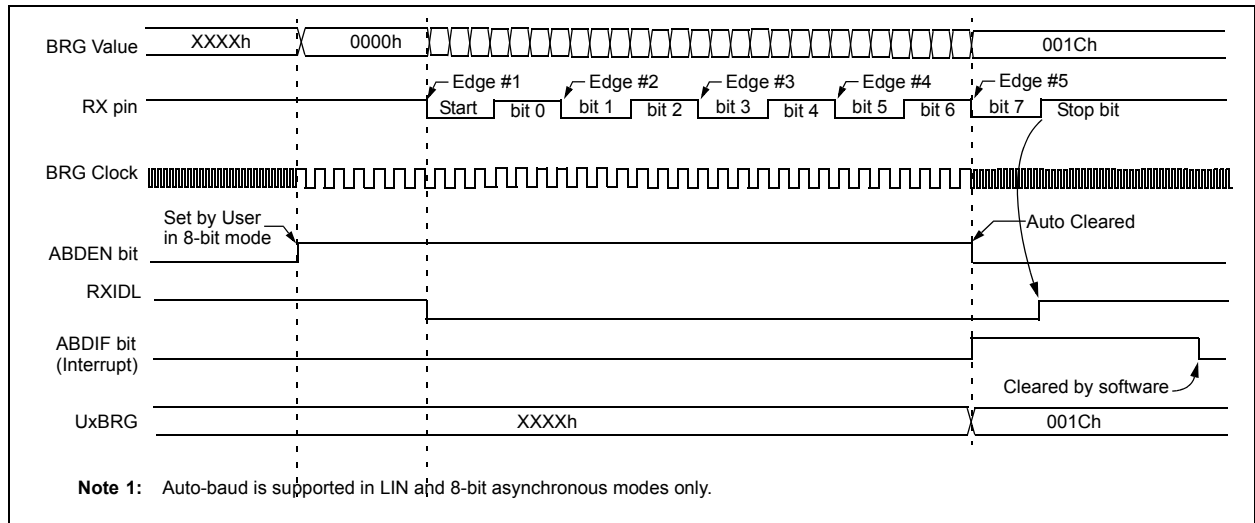 BRG Value XXXXh 0000h 001Ch
Edge #1 Edge #2 Edge #3 Edge #4 Edge #5
RX pin Start bit 0 bit 1 bit 2 bit 3 bit 4 bit 5 bit 6 bit 7 Stop bit
BRG Clock
Set by User
in 8-bit mode
Auto Cleared
ABDEN bit
RXIDL
ABDIF bit
(Interrupt)
Cleared by software
UxBRG XXXXh 001Ch
Note 1: Auto-baud is supported in LIN and 8-bit asynchronous modes only.